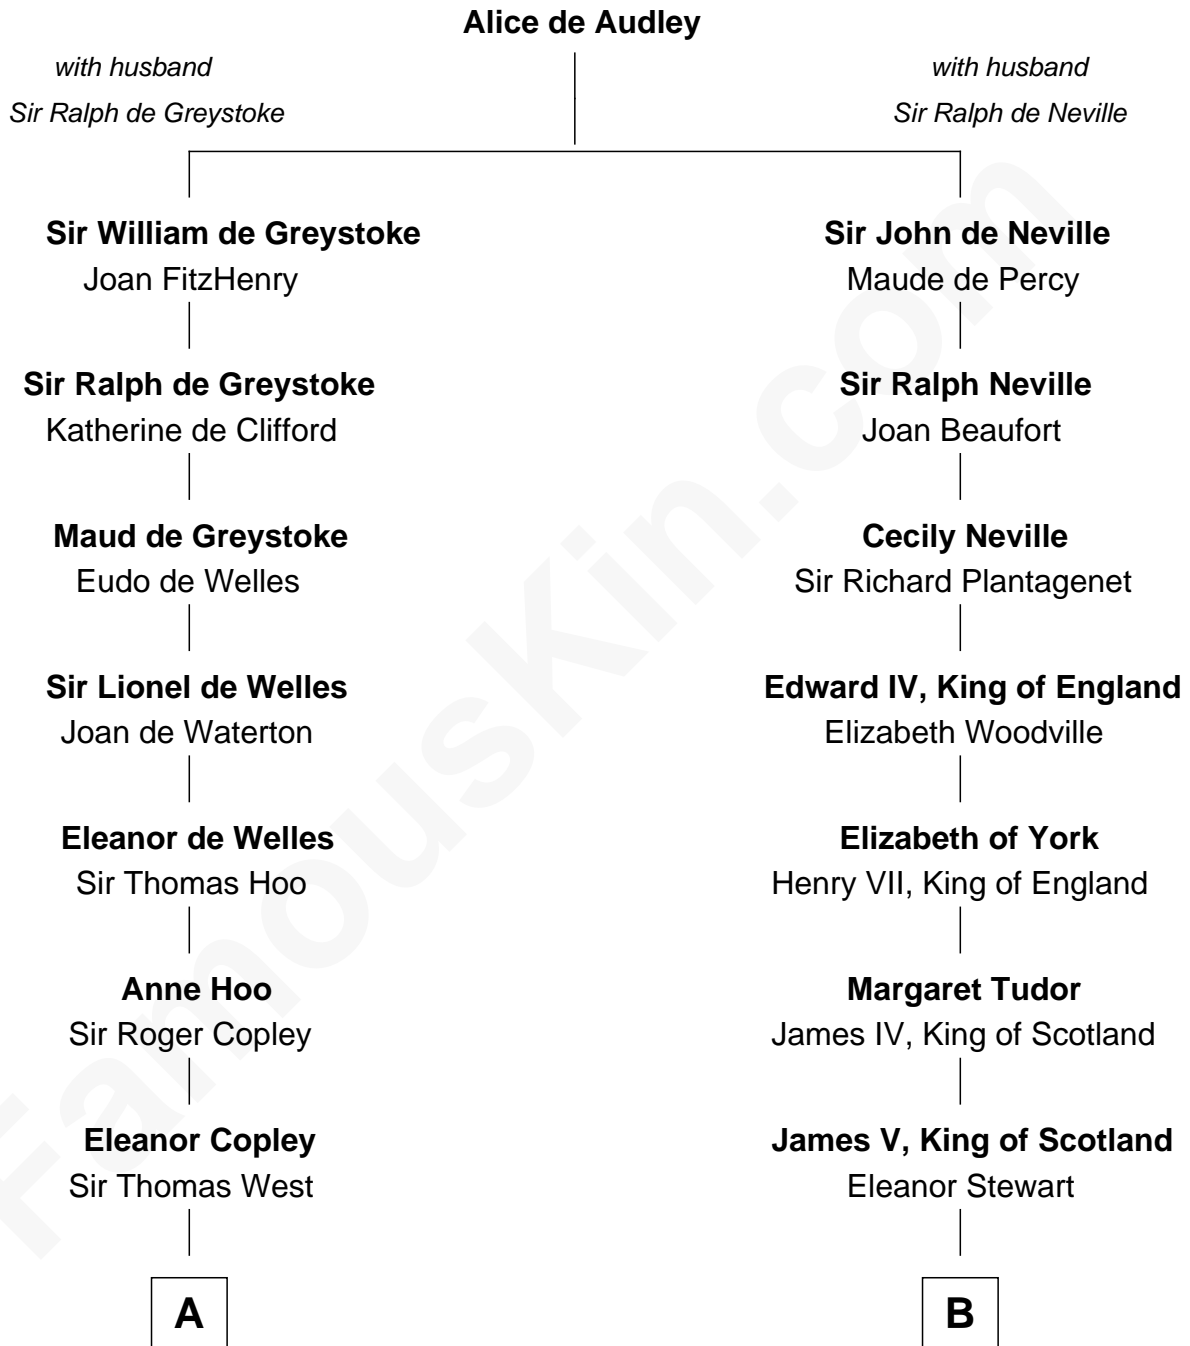 Alice de Audley
with husband
Sir Ralph de Greystoke
with husband
Sir Ralph de Neville
Sir William de Greystoke
Joan FitzHenry
Sir Ralph de Greystoke
Katherine de Clifford
Maud de Greystoke
Eudo de Welles
Sir Lionel de Welles
Joan de Waterton
Eleanor de Welles
Sir Thomas Hoo
Anne Hoo
Sir Roger Copley
Eleanor Copley
Sir Thomas West
A
Sir John de Neville
Maude de Percy
Sir Ralph Neville
Joan Beaufort
Cecily Neville
Sir Richard Plantagenet
Edward IV, King of England
Elizabeth Woodville
Elizabeth of York
Henry VII, King of England
Margaret Tudor
James IV, King of Scotland
James V, King of Scotland
Eleanor Stewart
B
FamousKin.com